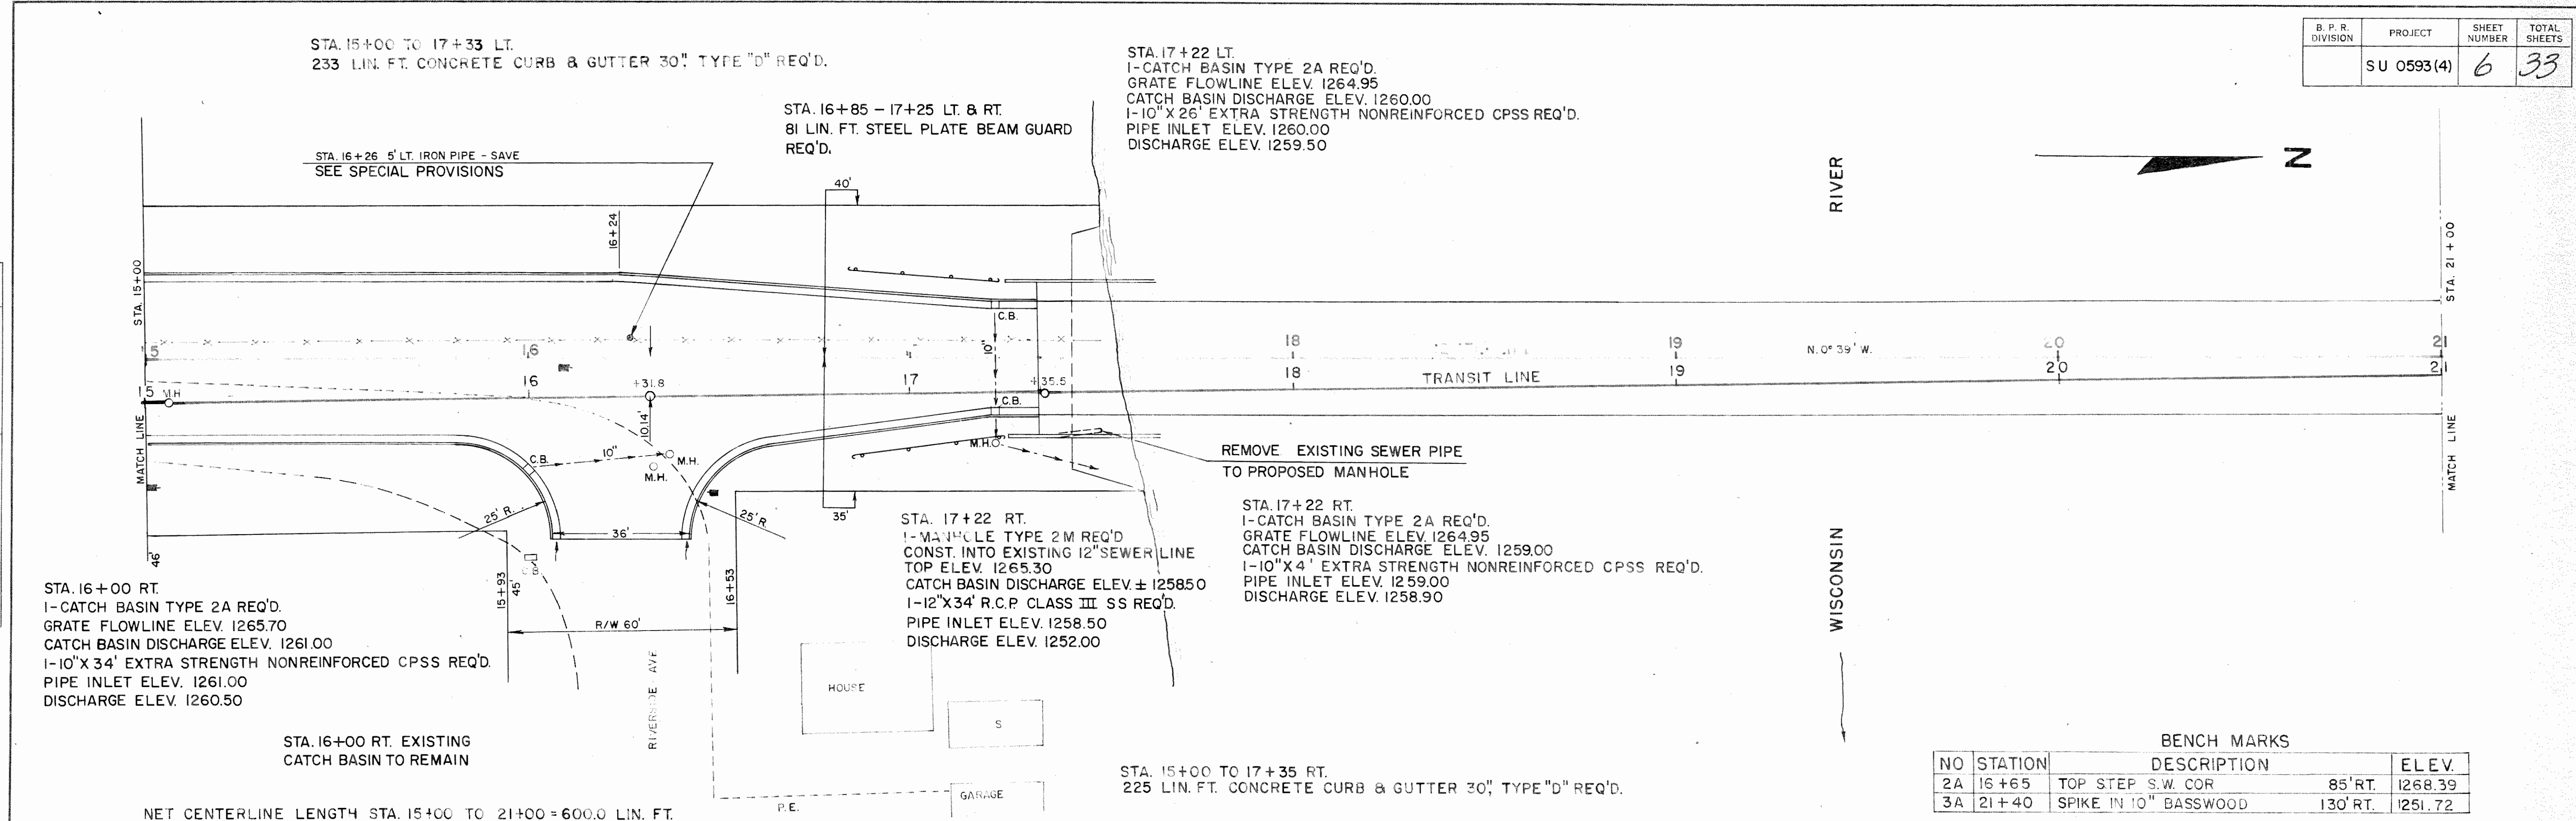 B. P. R. DIVISION
PROJECT
SHEET NUMBER
TOTAL SHEETS
SU 0593(4)
6
33
STA. 15+00 TO 17+33 LT.
233 LIN. FT. CONCRETE CURB & GUTTER 30", TYPE "D" REQ'D.
STA. 17+22 LT.
1-CATCH BASIN TYPE 2A REQ'D.
GRATE FLOWLINE ELEV. 1264.95
CATCH BASIN DISCHARGE ELEV. 1260.00
1-10" X 26' EXTRA STRENGTH NONREINFORCED CPSS REQ'D.
PIPE INLET ELEV. 1260.00
DISCHARGE ELEV. 1259.50
STA. 16+85 - 17+25 LT. & RT.
81 LIN. FT. STEEL PLATE BEAM GUARD
REQ'D.
STA. 16+26 5' LT. IRON PIPE - SAVE
SEE SPECIAL PROVISIONS
40'
16+24
RIVER
N
STA. 15+00
STA. 21+00
C.B.
10"
16
18
19
20
21
N. 0° 39' W.
15
M.H.
16
+31.8
17
+35.5
18
TRANSIT LINE
19
20
21
10.14'
C.B.
MATCH LINE
C.B.
10"
M.H.
M.H.
M.H.
REMOVE EXISTING SEWER PIPE
TO PROPOSED MANHOLE
MATCH LINE
25' R.
36'
25' R.
35'
46'
C.B.
15+93
45'
16+53
R/W 60'
STA. 17+22 RT.
1-MANHOLE TYPE 2M REQ'D
CONST. INTO EXISTING 12" SEWER LINE
TOP ELEV. 1265.30
CATCH BASIN DISCHARGE ELEV. ± 1258.50
1-12"X34' R.C.P. CLASS III SS REQ'D.
PIPE INLET ELEV. 1258.50
DISCHARGE ELEV. 1252.00
STA. 17+22 RT.
1-CATCH BASIN TYPE 2A REQ'D.
GRATE FLOWLINE ELEV. 1264.95
CATCH BASIN DISCHARGE ELEV. 1259.00
1-10"X 4' EXTRA STRENGTH NONREINFORCED CPSS REQ'D.
PIPE INLET ELEV. 1259.00
DISCHARGE ELEV. 1258.90
WISCONSIN
STA. 16+00 RT.
1-CATCH BASIN TYPE 2A REQ'D.
GRATE FLOWLINE ELEV. 1265.70
CATCH BASIN DISCHARGE ELEV. 1261.00
1-10"X 34' EXTRA STRENGTH NONREINFORCED CPSS REQ'D.
PIPE INLET ELEV. 1261.00
DISCHARGE ELEV. 1260.50
RIVERSIDE AVE.
HOUSE
S
GARAGE
P.E.
STA. 16+00 RT. EXISTING
CATCH BASIN TO REMAIN
STA. 15+00 TO 17+35 RT.
225 LIN. FT. CONCRETE CURB & GUTTER 30", TYPE "D" REQ'D.
NET CENTERLINE LENGTH STA. 15+00 TO 21+00 = 600.0 LIN. FT.
BENCH MARKS
NO STATION DESCRIPTION ELEV.
2A 16+65 TOP STEP S.W. COR 85' RT. 1268.39
3A 21+40 SPIKE IN 10" BASSWOOD 130' RT. 1251.72